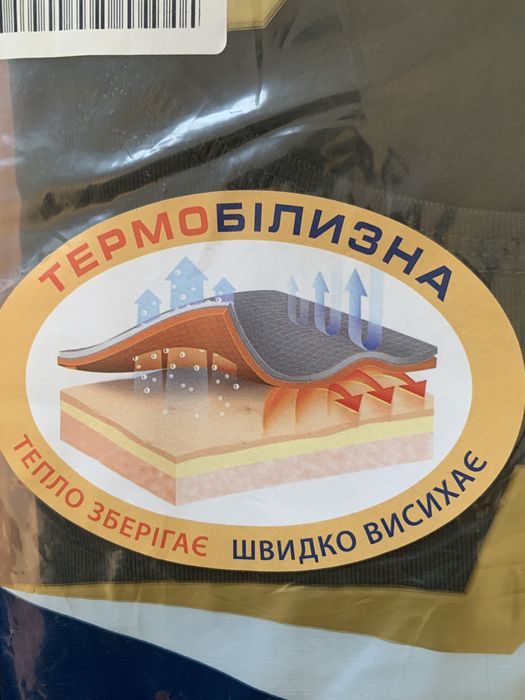 ТЕРМОБІЛИЗНА
ТЕПЛО ЗБЕРІГАЄ ШВИДКО ВИСИХАЄ